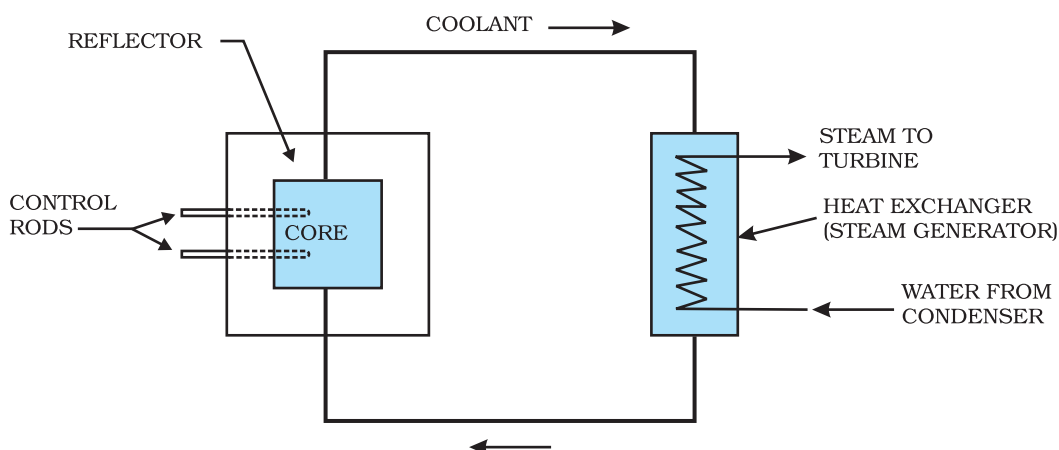 COOLANT
REFLECTOR
STEAM TO
TURBINE
CONTROL
RODS
CORE
HEAT EXCHANGER
(STEAM GENERATOR)
WATER FROM
CONDENSER